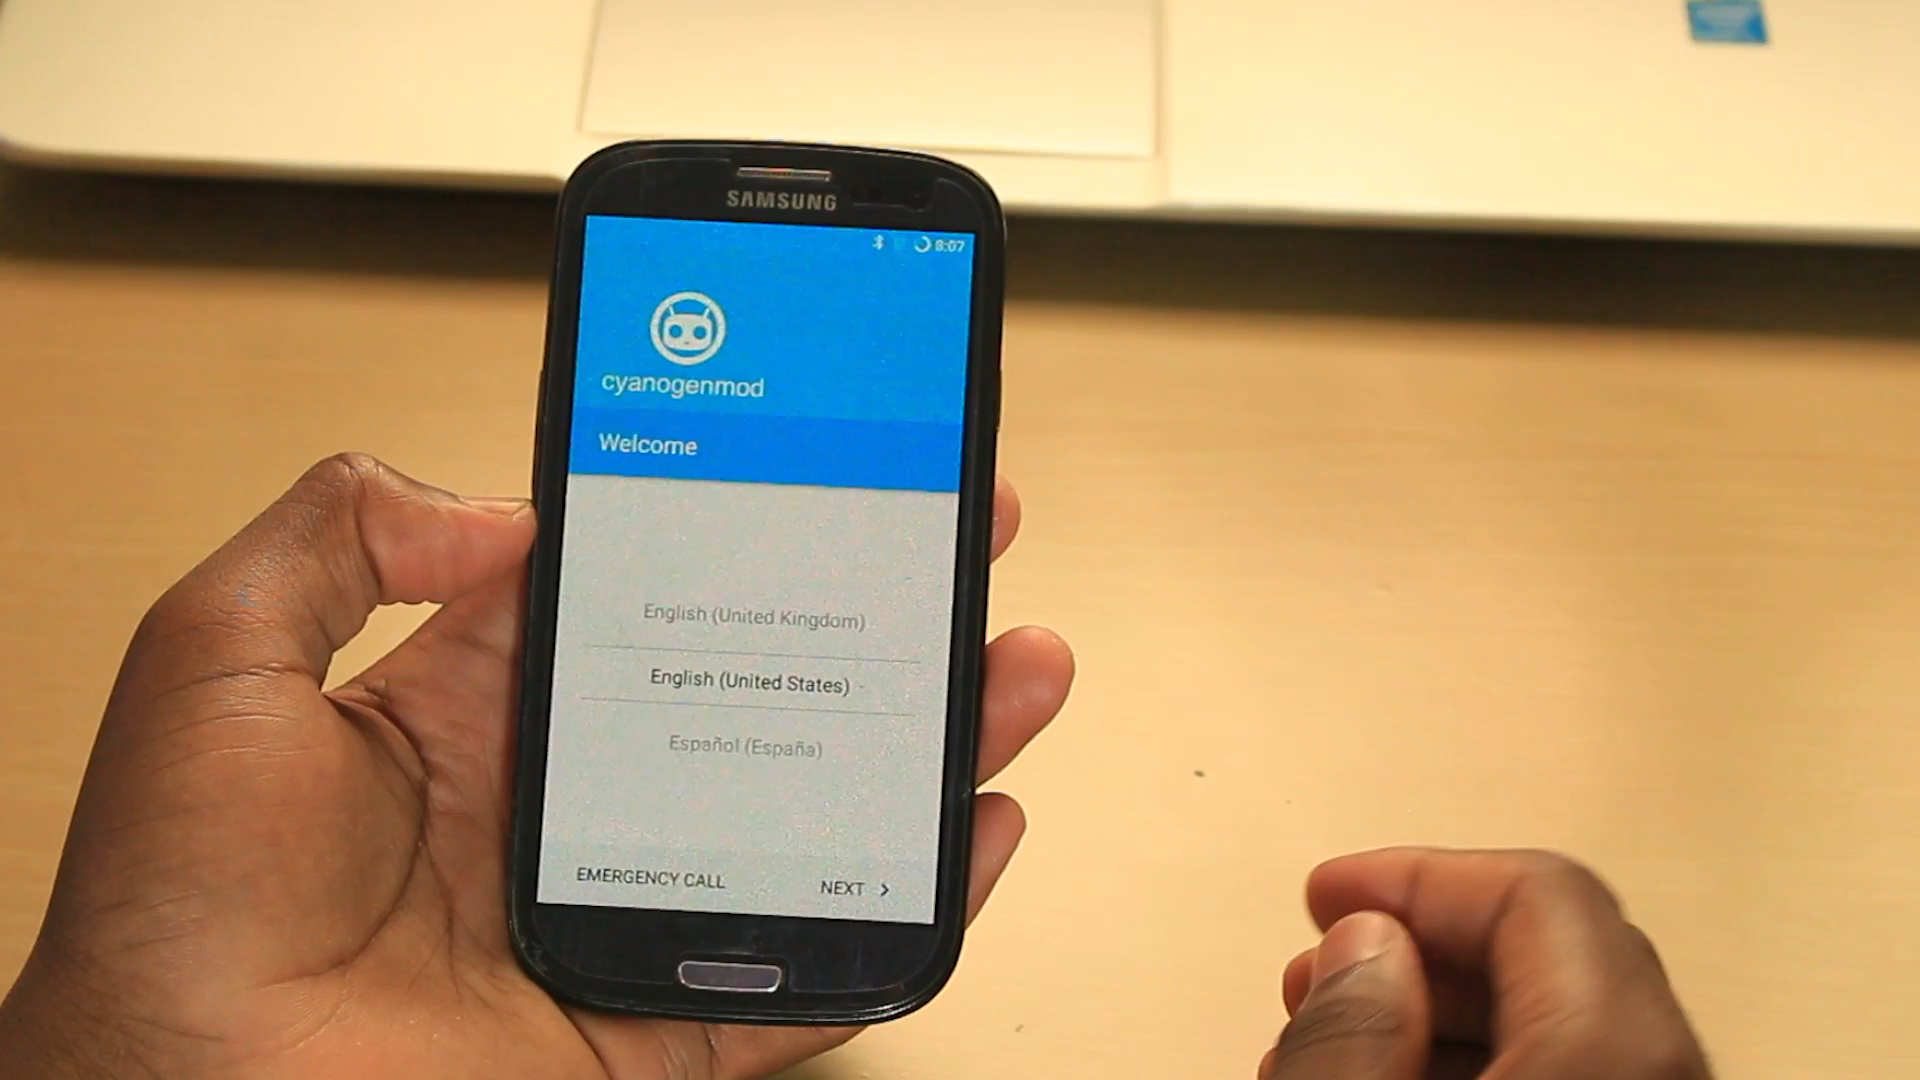 SAMSUNG
8:07
cyanogenmod
Welcome
English (United Kingdom)
English (United States)
Español (España)
EMERGENCY CALL
NEXT